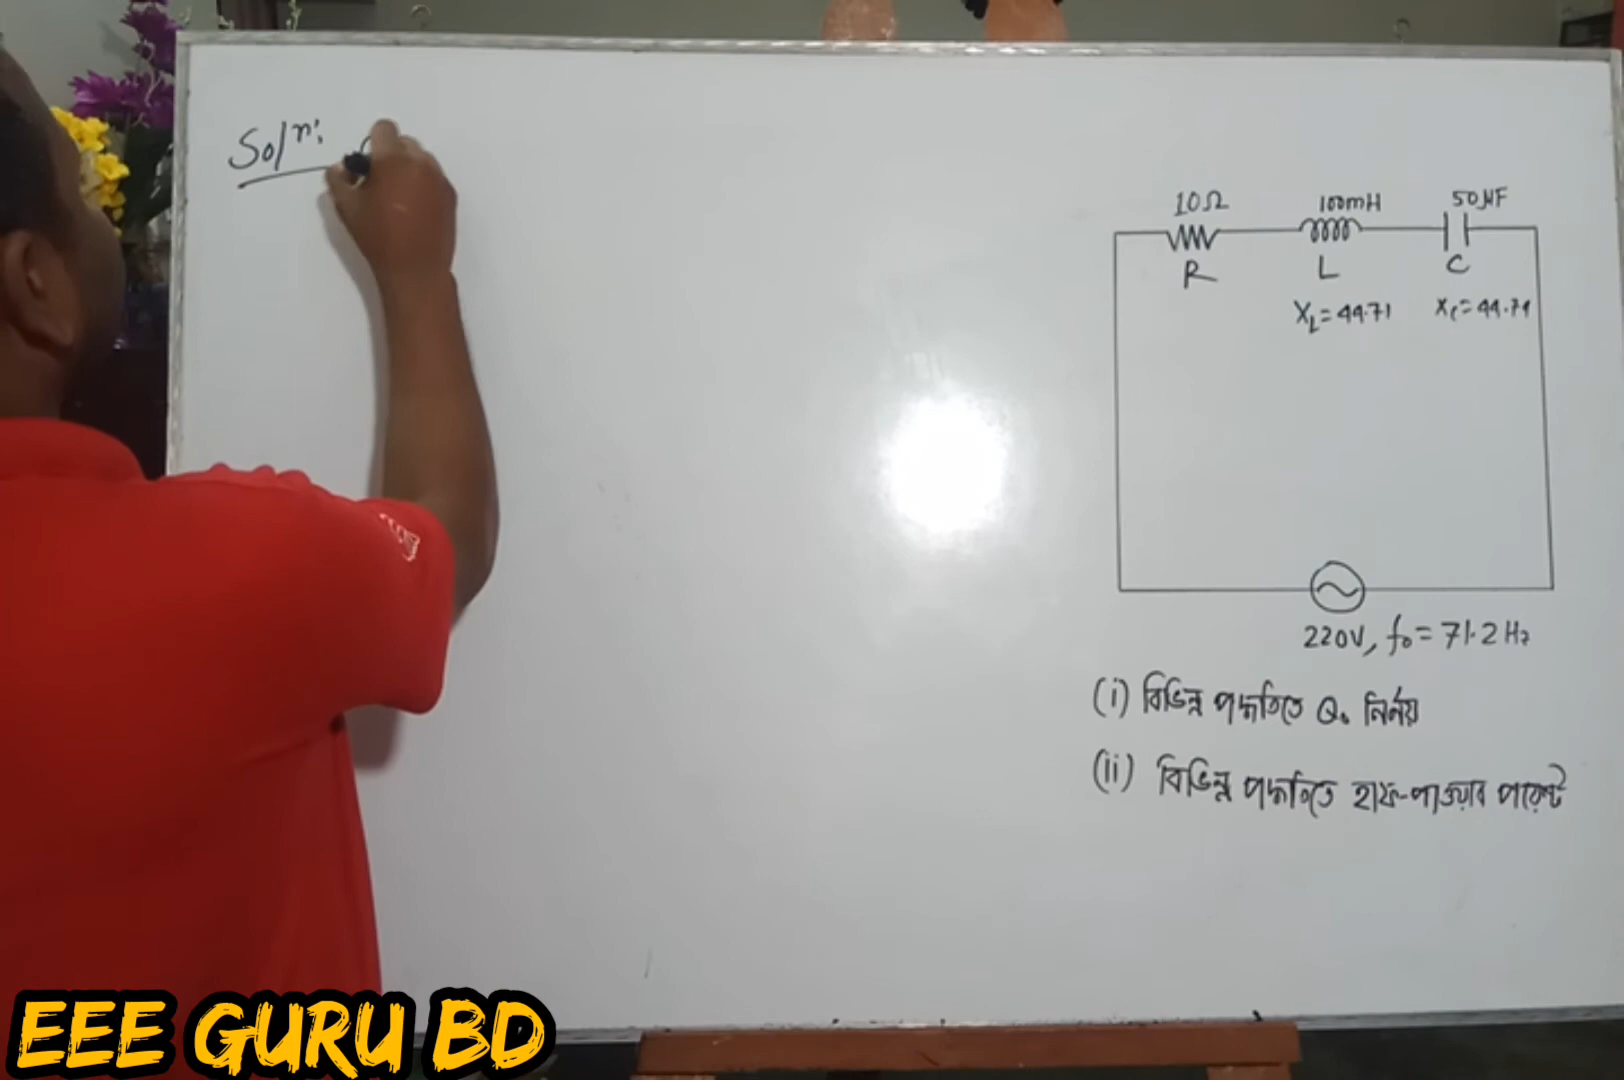 Solⁿ:
10Ω 100mH 50μF
R L C
X_L=44.71 X_C=44.71
220V, f₀=71.2 Hz
(i) বিভিন্ন পদ্ধতিতে Q₀ নির্নয়
(ii) বিভিন্ন পদ্ধতিতে হাফ-পাওয়ার পয়েন্ট
EEE GURU BD